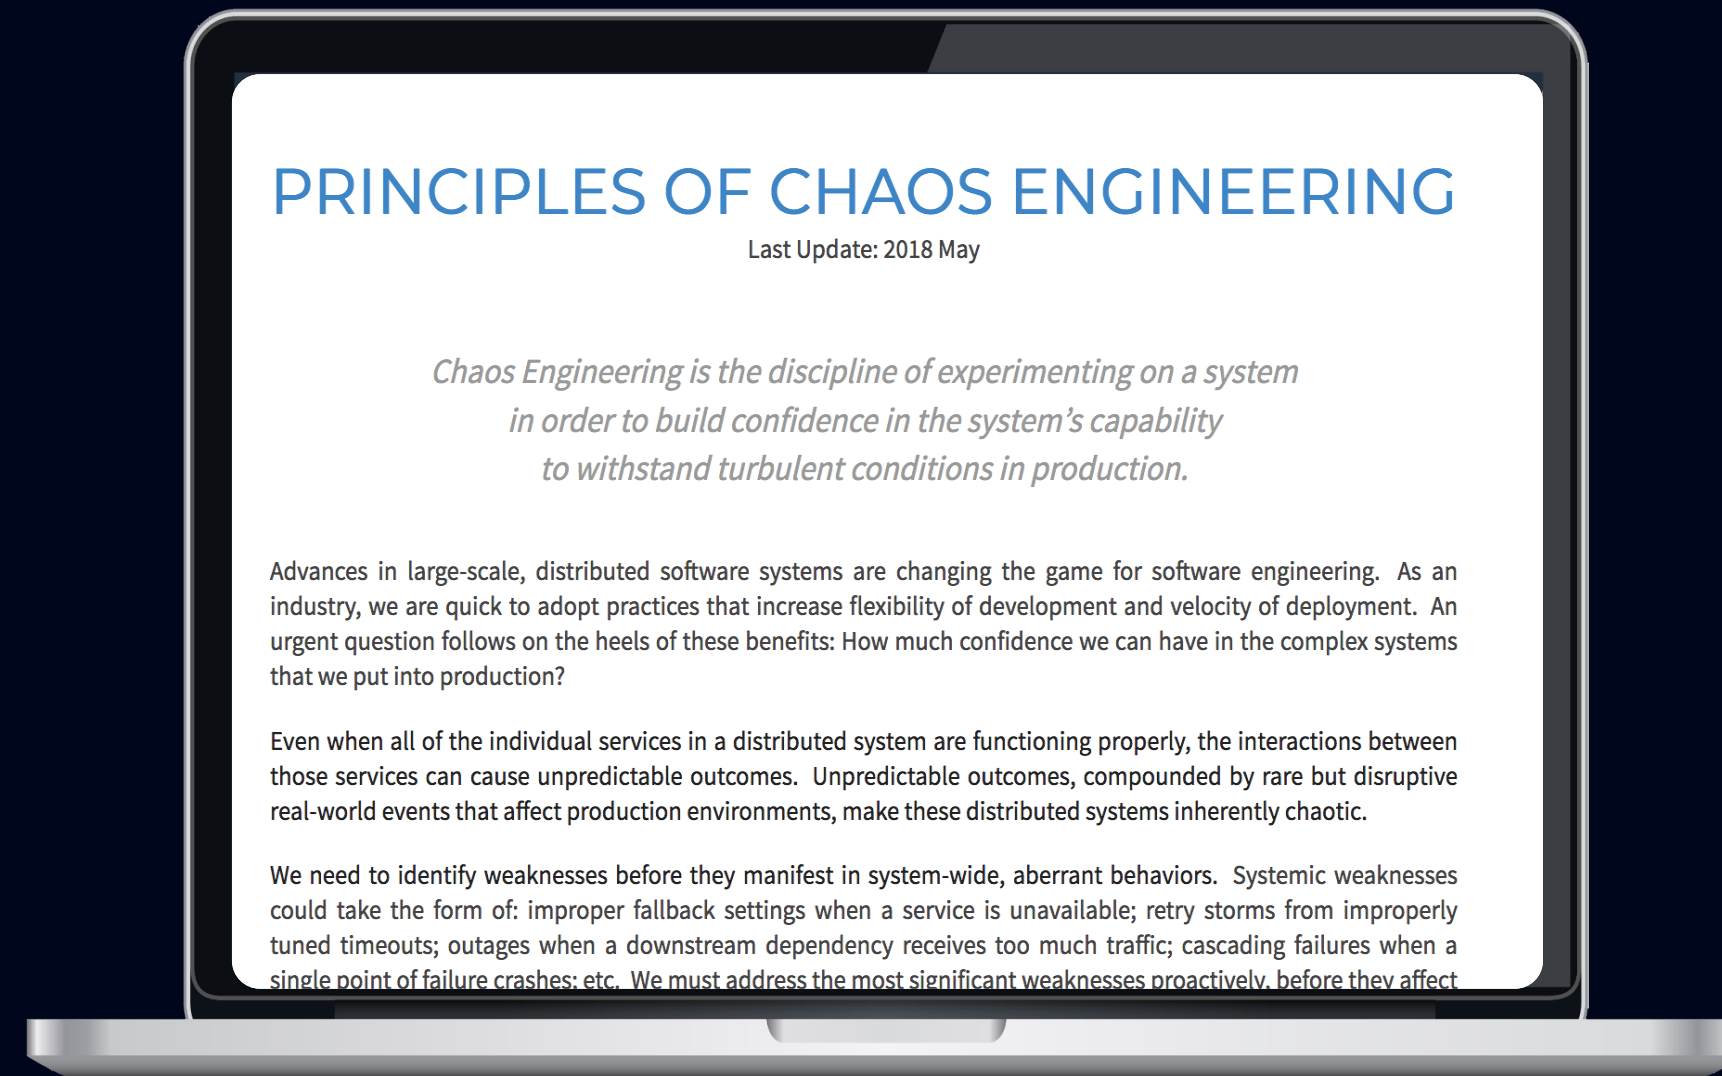 PRINCIPLES OF CHAOS ENGINEERING
Last Update: 2018 May
Chaos Engineering is the discipline of experimenting on a system
in order to build confidence in the system’s capability
to withstand turbulent conditions in production.
Advances in large-scale, distributed software systems are changing the game for software engineering. As an
industry, we are quick to adopt practices that increase flexibility of development and velocity of deployment. An
urgent question follows on the heels of these benefits: How much confidence we can have in the complex systems
that we put into production?
Even when all of the individual services in a distributed system are functioning properly, the interactions between
those services can cause unpredictable outcomes. Unpredictable outcomes, compounded by rare but disruptive
real-world events that affect production environments, make these distributed systems inherently chaotic.
We need to identify weaknesses before they manifest in system-wide, aberrant behaviors. Systemic weaknesses
could take the form of: improper fallback settings when a service is unavailable; retry storms from improperly
tuned timeouts; outages when a downstream dependency receives too much traffic; cascading failures when a
single point of failure crashes; etc. We must address the most significant weaknesses proactively, before they affect